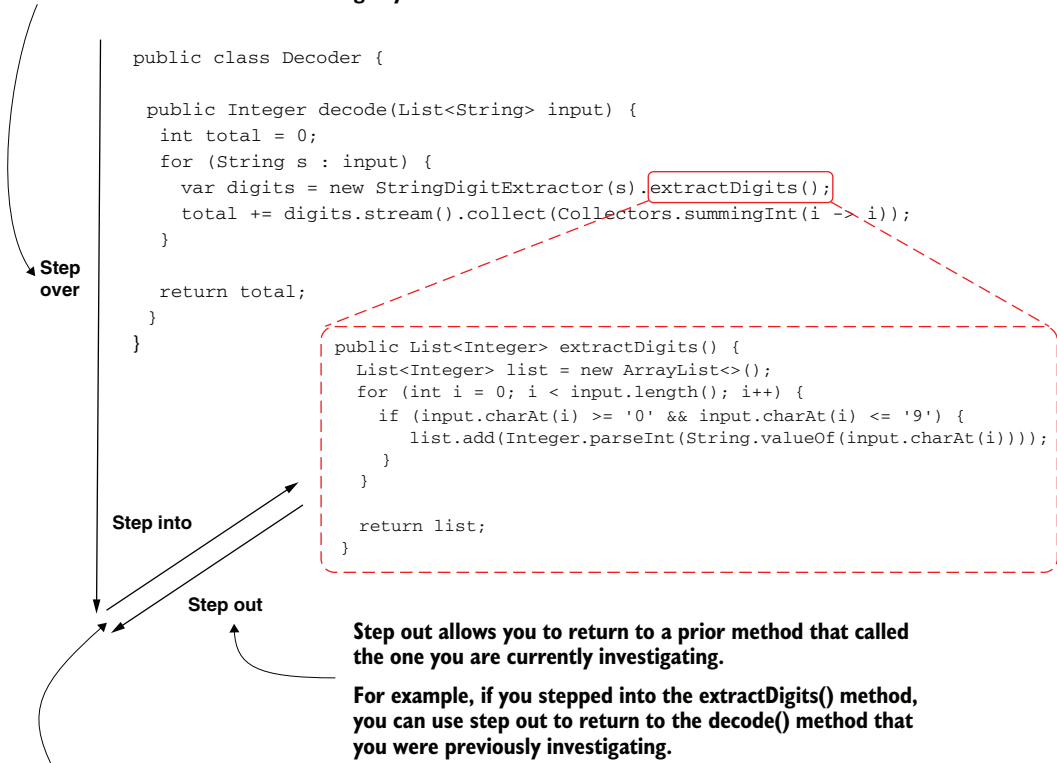 public class Decoder {
public Integer decode(List<String> input) {
int total = 0;
for (String s : input) {
var digits = new StringDigitExtractor(s).extractDigits();
total += digits.stream().collect(Collectors.summingInt(i -> i));
}
return total;
}
}
Step
over
public List<Integer> extractDigits() {
List<Integer> list = new ArrayList<>();
for (int i = 0; i < input.length(); i++) {
if (input.charAt(i) >= '0' && input.charAt(i) <= '9') {
list.add(Integer.parseInt(String.valueOf(input.charAt(i))));
}
}
return list;
}
Step into
Step out
Step out allows you to return to a prior method that called
the one you are currently investigating.
For example, if you stepped into the extractDigits() method,
you can use step out to return to the decode() method that
you were previously investigating.